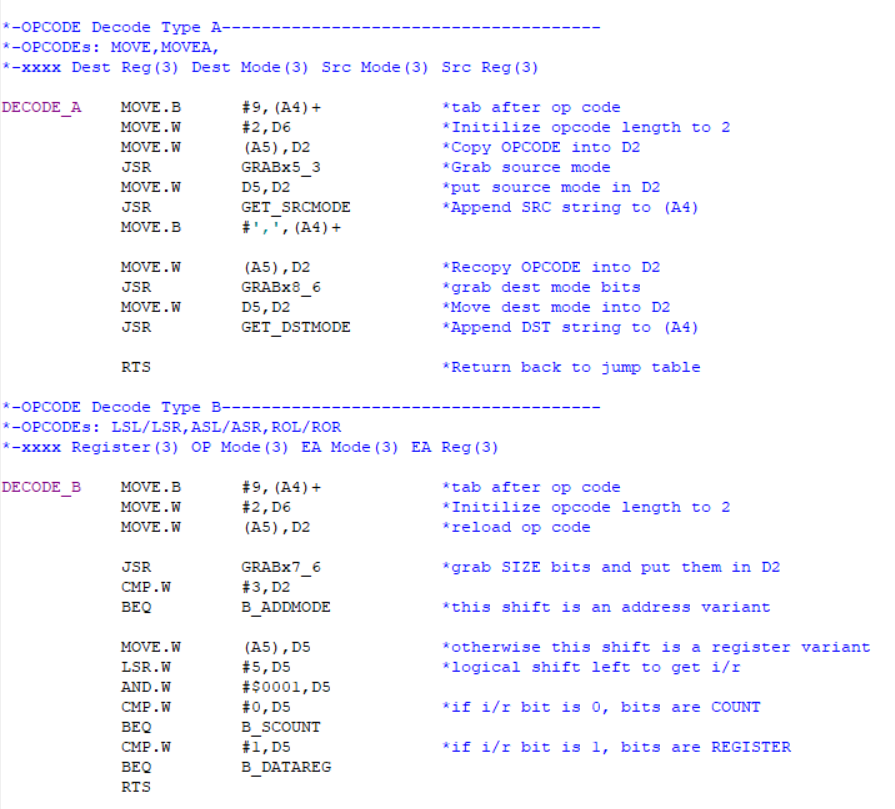 *-OPCODE Decode Type A--------------------------------------
*-OPCODEs: MOVE,MOVEA,
*-xxxx Dest Reg(3) Dest Mode(3) Src Mode(3) Src Reg(3)
DECODE_A    MOVE.B      #9,(A4)+            *tab after op code
            MOVE.W      #2,D6               *Initilize opcode length to 2
            MOVE.W      (A5),D2             *Copy OPCODE into D2
            JSR         GRABx5_3            *Grab source mode
            MOVE.W      D5,D2               *put source mode in D2
            JSR         GET_SRCMODE         *Append SRC string to (A4)
            MOVE.B      #',',(A4)+
            MOVE.W      (A5),D2             *Recopy OPCODE into D2
            JSR         GRABx8_6            *grab dest mode bits
            MOVE.W      D5,D2               *Move dest mode into D2
            JSR         GET_DSTMODE         *Append DST string to (A4)
            RTS                             *Return back to jump table
*-OPCODE Decode Type B--------------------------------------
*-OPCODEs: LSL/LSR,ASL/ASR,ROL/ROR
*-xxxx Register(3) OP Mode(3) EA Mode(3) EA Reg(3)
DECODE_B    MOVE.B      #9,(A4)+            *tab after op code
            MOVE.W      #2,D6               *Initilize opcode length to 2
            MOVE.W      (A5),D2             *reload op code
            JSR         GRABx7_6            *grab SIZE bits and put them in D2
            CMP.W       #3,D2
            BEQ         B_ADDMODE           *this shift is an address variant
            MOVE.W      (A5),D5             *otherwise this shift is a register variant
            LSR.W       #5,D5               *logical shift left to get i/r
            AND.W       #$0001,D5
            CMP.W       #0,D5               *if i/r bit is 0, bits are COUNT
            BEQ         B_SCOUNT
            CMP.W       #1,D5               *if i/r bit is 1, bits are REGISTER
            BEQ         B_DATAREG
            RTS